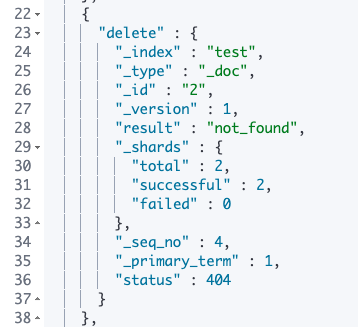 22 {
23 "delete" : {
24 "_index" : "test",
25 "_type" : "_doc",
26 "_id" : "2",
27 "_version" : 1,
28 "result" : "not_found",
29 "_shards" : {
30 "total" : 2,
31 "successful" : 2,
32 "failed" : 0
33 },
34 "_seq_no" : 4,
35 "_primary_term" : 1,
36 "status" : 404
37 }
38 },